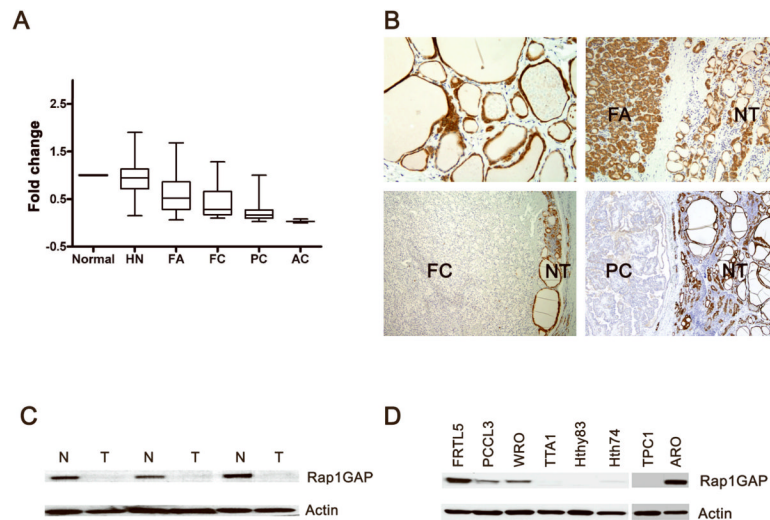 A
Fold change
2.5
1.5
0.5
-0.5
Normal HN FA FC PC AC
B
FA NT
FC NT
PC NT
C
N T N T N T
Rap1GAP
Actin
D
FRTL5 PCCL3 WRO TTA1 Hthy83 Hth74 TPC1 ARO
Rap1GAP
Actin